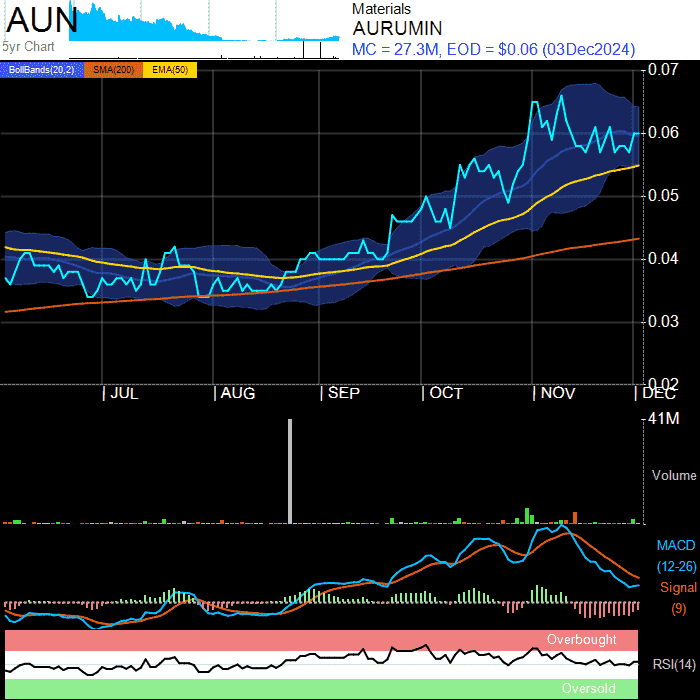 AUN
5yr Chart
Materials
AURUMIN
MC = 27.3M, EOD = $0.06 (03Dec2024)
BollBands(20,2) SMA(200) EMA(50)
0.07
0.06
0.05
0.04
0.03
0.02
JUL AUG SEP OCT NOV DEC
41M
Volume
MACD
(12-26)
Signal
(9)
Overbought
RSI(14)
Oversold